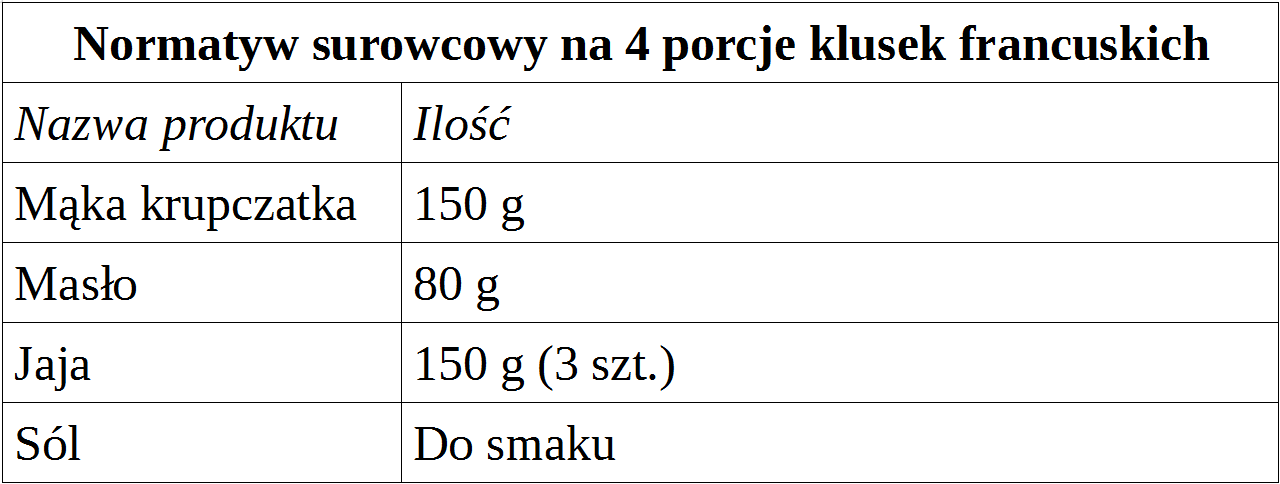 Normatyw surowcowy na 4 porcje klusek francuskich
Nazwa produktu Ilość
Mąka krupczatka 150 g
Masło 80 g
Jaja 150 g (3 szt.)
Sól Do smaku